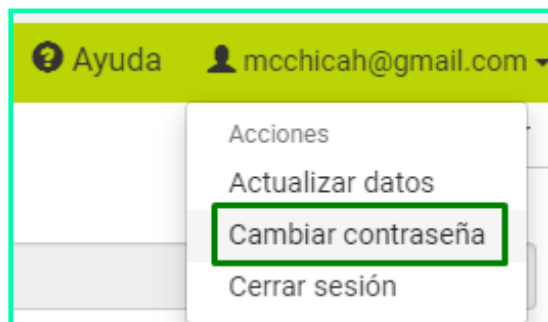 Ayuda mcchicah@gmail.com
Acciones
Actualizar datos
Cambiar contraseña
Cerrar sesión